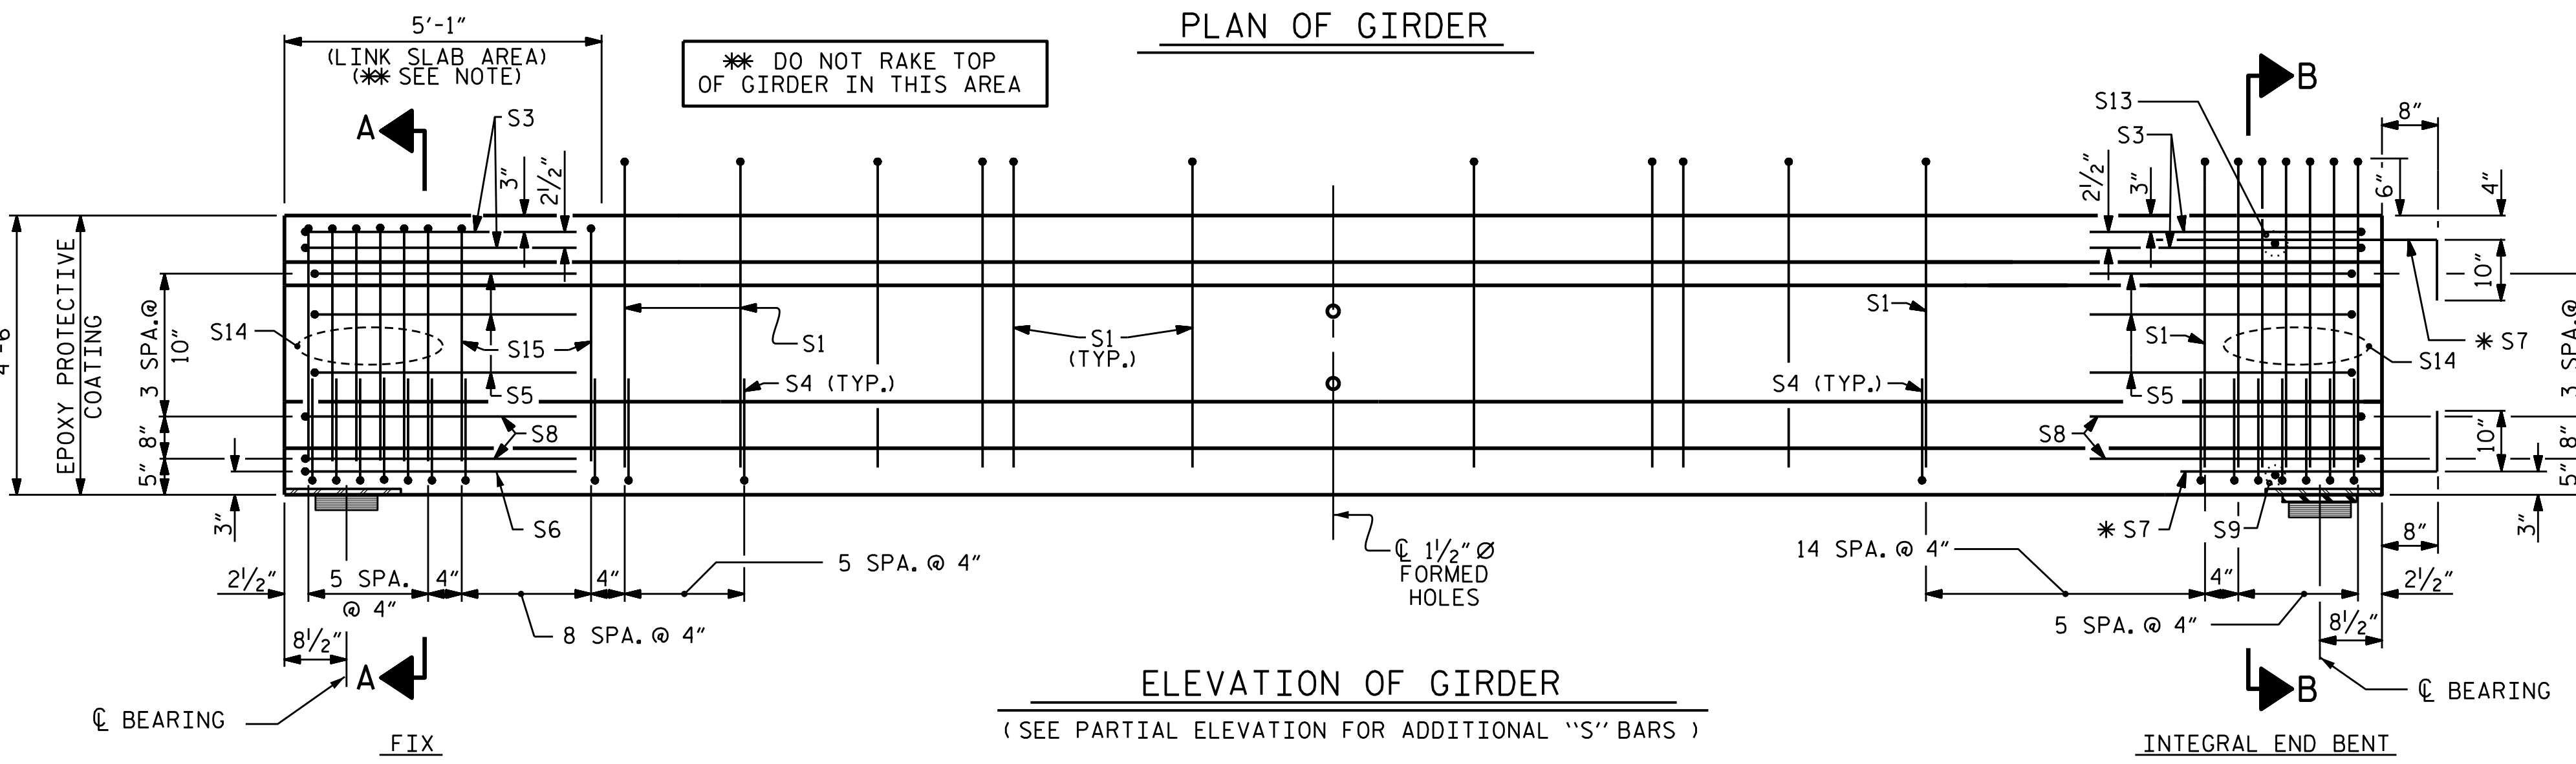 PLAN OF GIRDER
5'-1"
(LINK SLAB AREA)
(** SEE NOTE)
** DO NOT RAKE TOP
OF GIRDER IN THIS AREA
A
B
S3
3"
2½"
S13
S3
8"
2½"
3"
6"
4"
EPOXY PROTECTIVE
COATING
3 SPA.@
10"
8"
5"
3"
S14
S15
S5
S8
S6
S1
S4 (TYP.)
S1
(TYP.)
S1
S4 (TYP.)
S1
S5
S8
S14
* S7
10"
10"
3 SPA.@
8"
5"
3"
* S7
S9
8"
2½"
5 SPA.
@ 4"
4"
4"
5 SPA. @ 4"
8 SPA. @ 4"
8½"
℄ 1½" Ø
FORMED
HOLES
14 SPA. @ 4"
4"
2½"
5 SPA. @ 4"
8½"
A
B
℄ BEARING
℄ BEARING
FIX
ELEVATION OF GIRDER
( SEE PARTIAL ELEVATION FOR ADDITIONAL ''S'' BARS )
INTEGRAL END BENT